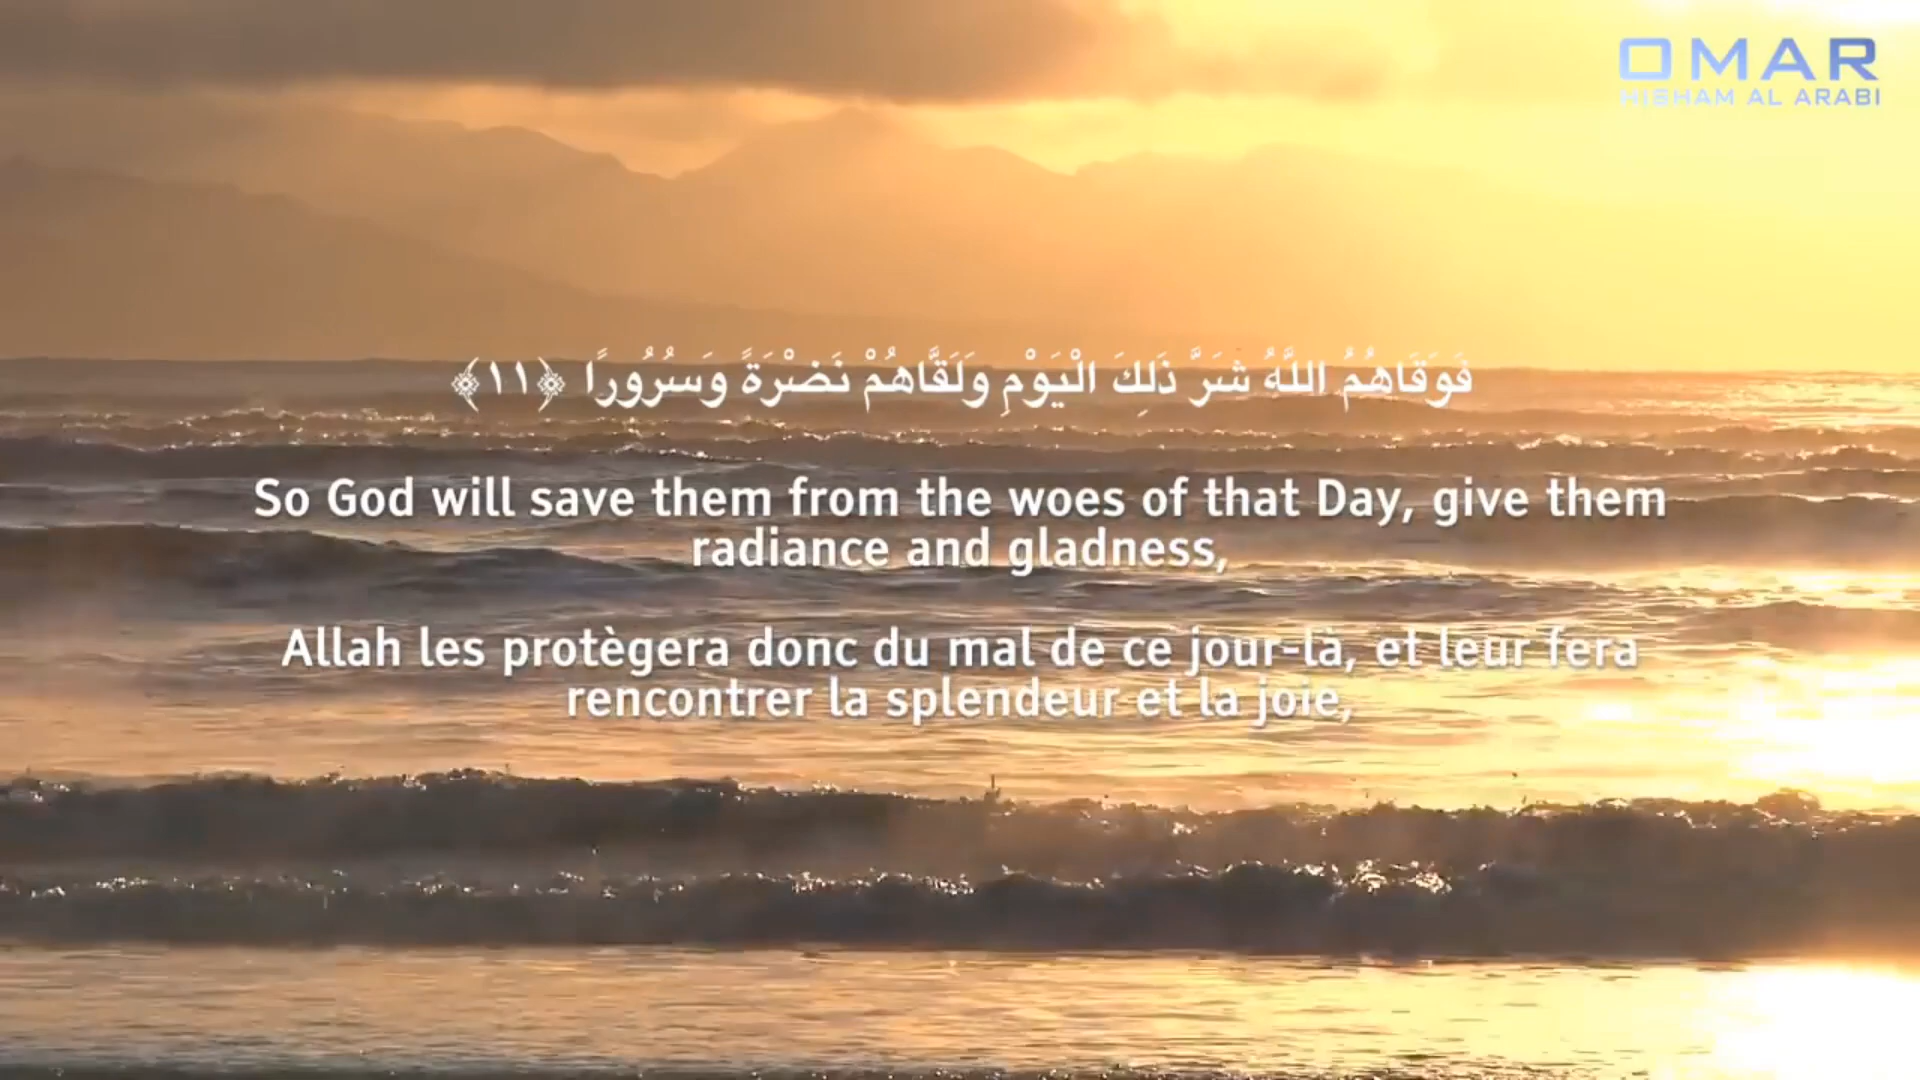 OMAR
HISHAM AL ARABI
فَوَقَاهُمُ اللَّهُ شَرَّ ذَلِكَ الْيَوْمِ وَلَقَّاهُمْ نَضْرَةً وَسُرُورًا ﴿١١﴾
So God will save them from the woes of that Day, give them
radiance and gladness,
Allah les protègera donc du mal de ce jour-là, et leur fera
rencontrer la splendeur et la joie,